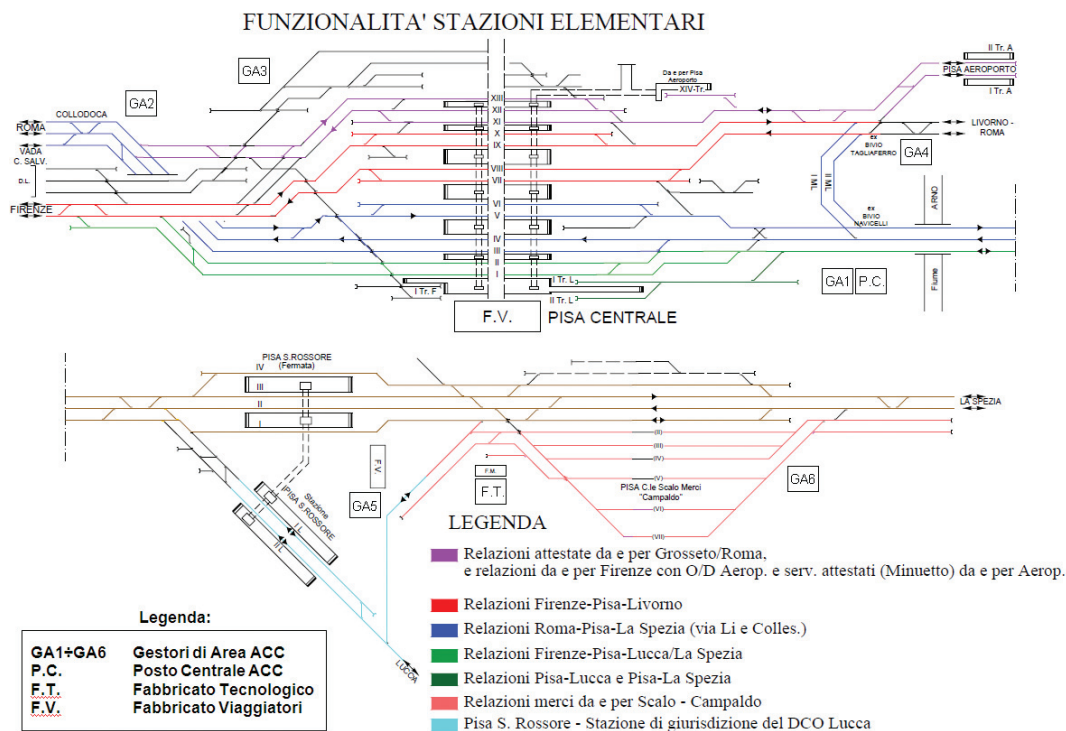 FUNZIONALITA' STAZIONI ELEMENTARI
GA3
GA2
COLLODOCA
ROMA
VADA
C. SALV.
D.L.
FIRENZE
XIII
XII
XI
X
IX
VIII
VII
VI
V
IV
III
II
I
I Tr. F
I Tr. L
II Tr. L
Da e per Pisa
Aeroporto
XIV-Tr.
II Tr. A
PISA AEROPORTO
I Tr. A
LIVORNO -
ROMA
ex
BIVIO
TAGLIAFERRO
GA4
I ML
II ML
ex
BIVIO
NAVICELLI
ARNO
Fiume
GA1
P.C.
F.V.
PISA CENTRALE
PISA S.ROSSORE
(Fermata)
IV
III
II
I
LA SPEZIA
F.V.
GA5
F.M.
F.T.
(II)
(III)
(IV)
(V)
PISA C.le Scalo Merci
"Campaldo"
(VI)
(VII)
GA6
Stazione
PISA S.ROSSORE
I L
II L
LUCCA
LEGENDA
Relazioni attestate da e per Grosseto/Roma,
e relazioni da e per Firenze con O/D Aerop. e serv. attestati (Minuetto) da e per Aerop.
Relazioni Firenze-Pisa-Livorno
Relazioni Roma-Pisa-La Spezia (via Li e Colles.)
Relazioni Firenze-Pisa-Lucca/La Spezia
Relazioni Pisa-Lucca e Pisa-La Spezia
Relazioni merci da e per Scalo - Campaldo
Pisa S. Rossore - Stazione di giurisdizione del DCO Lucca
Legenda:
GA1÷GA6 Gestori di Area ACC
P.C. Posto Centrale ACC
F.T. Fabbricato Tecnologico
F.V. Fabbricato Viaggiatori